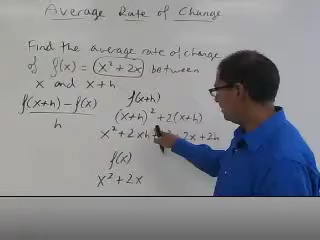 Average Rate of Change
Find the average rate of change
of f(x) = (x² + 2x) between
x and x+h
f(x+h) - f(x)
h
f(x+h)
(x+h)² + 2(x+h)
x² + 2xh + 2x + 2h
f(x)
x² + 2x